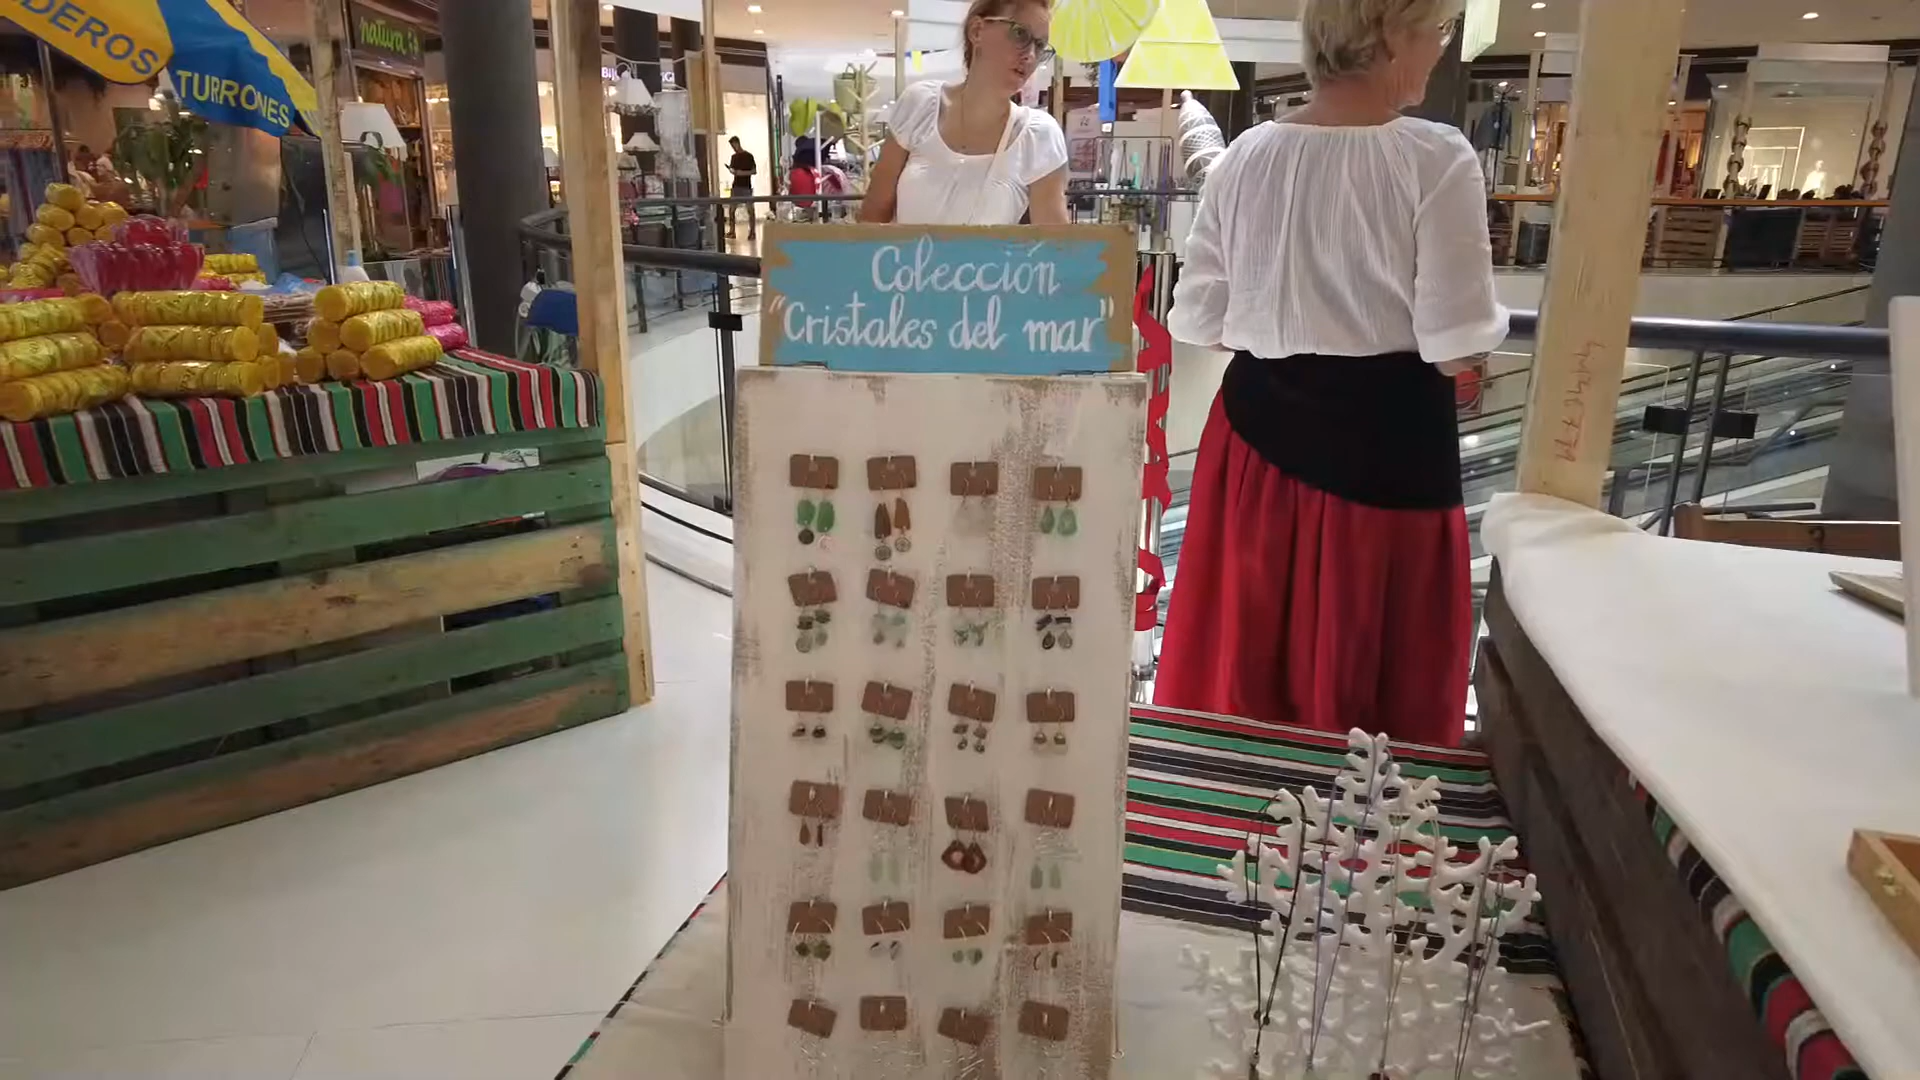 DEROS
TURRONES
natura
Colección
"Cristales del mar"